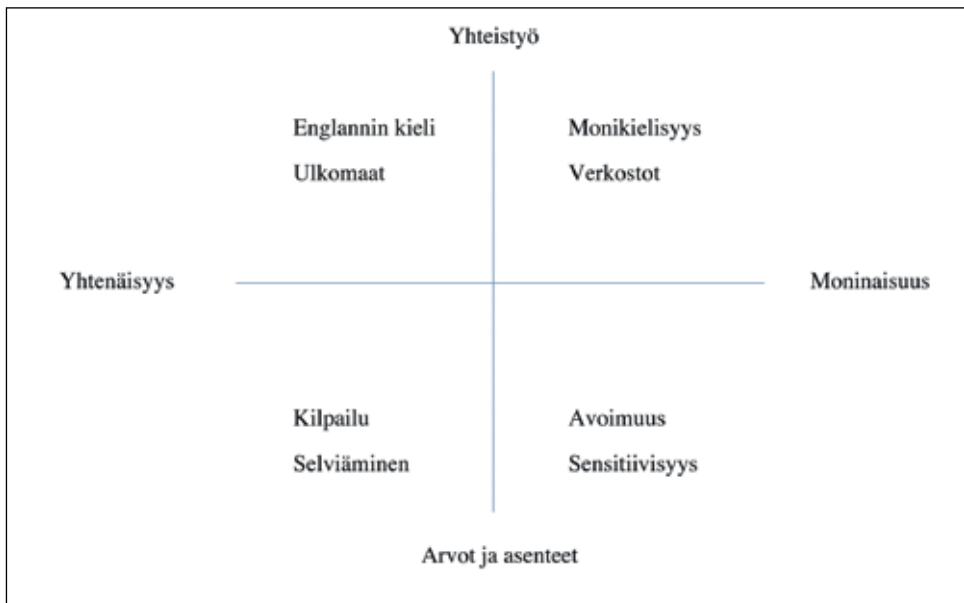 Yhteistyö
Englannin kieli
Monikielisyys
Ulkomaat
Verkostot
Yhtenäisyys
Moninaisuus
Kilpailu
Avoimuus
Selviäminen
Sensitiivisyys
Arvot ja asenteet